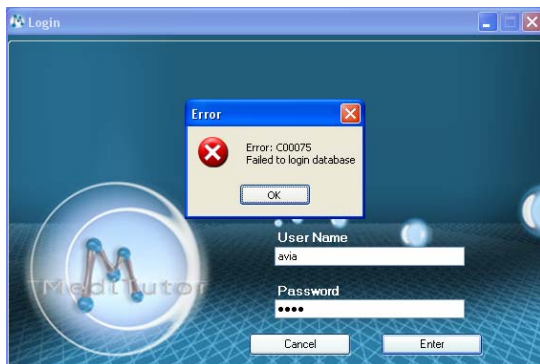 Login
Error
Error: C00075
Failed to login database
OK
User Name
avia
MediTutor
Password
••••
Cancel
Enter